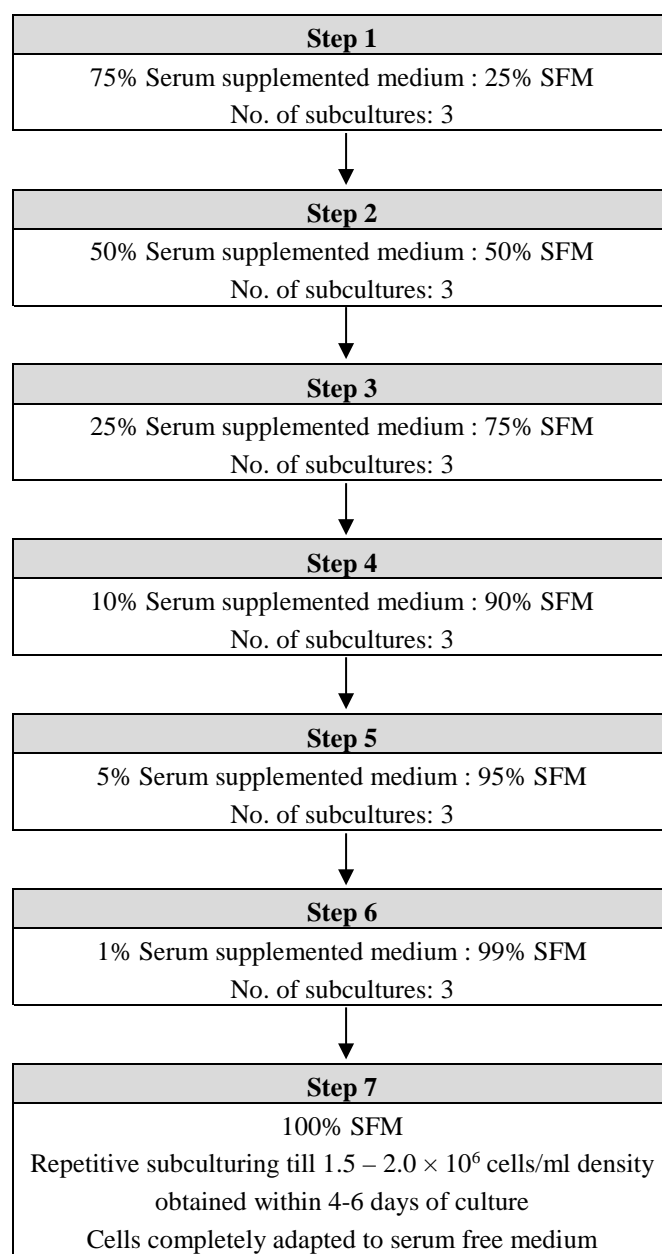 Step 1
75% Serum supplemented medium : 25% SFM
No. of subcultures: 3
Step 2
50% Serum supplemented medium : 50% SFM
No. of subcultures: 3
Step 3
25% Serum supplemented medium : 75% SFM
No. of subcultures: 3
Step 4
10% Serum supplemented medium : 90% SFM
No. of subcultures: 3
Step 5
5% Serum supplemented medium : 95% SFM
No. of subcultures: 3
Step 6
1% Serum supplemented medium : 99% SFM
No. of subcultures: 3
Step 7
100% SFM
Repetitive subculturing till 1.5 – 2.0 × 10⁶ cells/ml density
obtained within 4-6 days of culture
Cells completely adapted to serum free medium